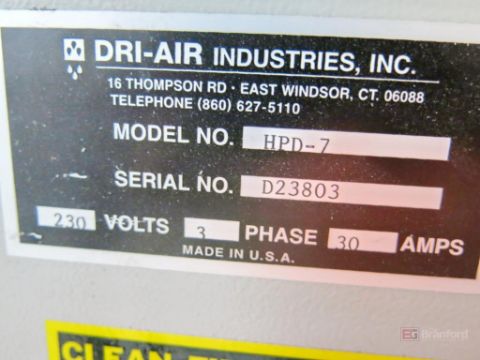 DRI-AIR INDUSTRIES, INC.
16 THOMPSON RD · EAST WINDSOR, CT. 06088
TELEPHONE (860) 627-5110
MODEL NO. HPD-7
SERIAL NO. D23803
230 VOLTS 3 PHASE 30 AMPS
MADE IN U.S.A.
CLEAN
Branford